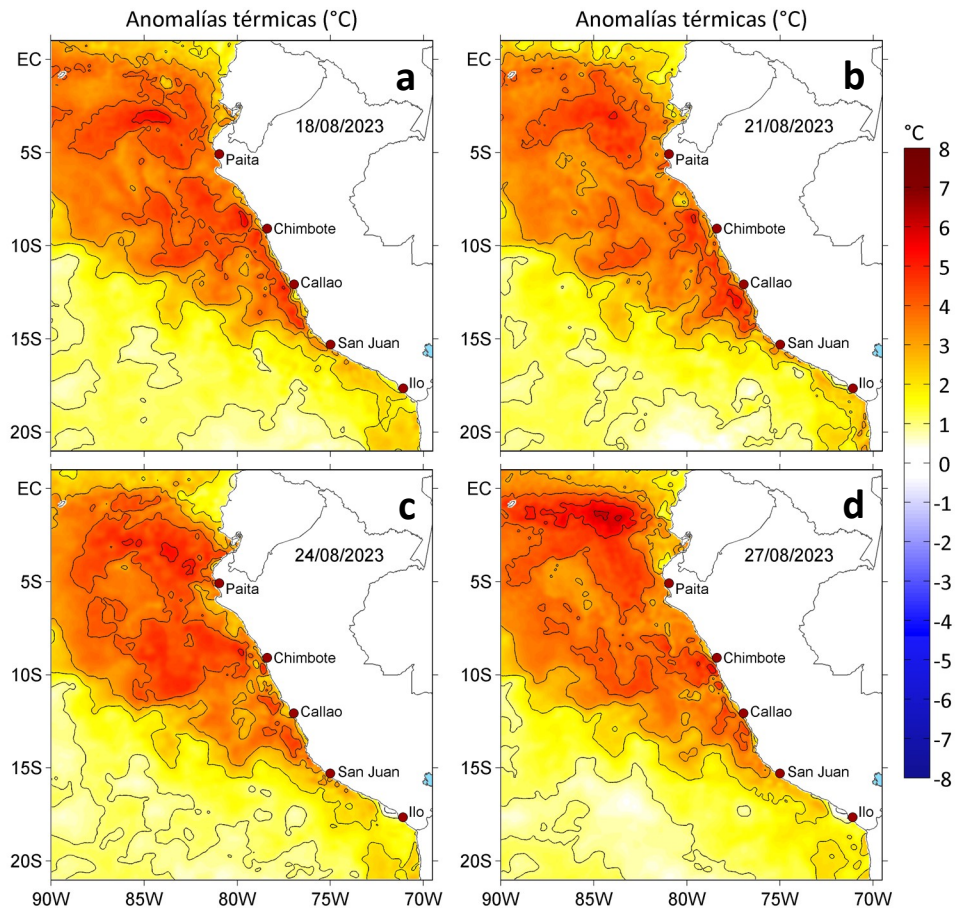 Anomalías térmicas (°C)
Anomalías térmicas (°C)
EC
5S
10S
15S
20S
a
18/08/2023
Paita
Chimbote
Callao
San Juan
Ilo
EC
5S
10S
15S
20S
b
21/08/2023
Paita
Chimbote
Callao
San Juan
Ilo
°C
8
7
6
5
4
3
2
1
0
-1
-2
-3
-4
-5
-6
-7
-8
EC
5S
10S
15S
20S
c
24/08/2023
Paita
Chimbote
Callao
San Juan
Ilo
90W 85W 80W 75W 70W
EC
5S
10S
15S
20S
d
27/08/2023
Paita
Chimbote
Callao
San Juan
Ilo
90W 85W 80W 75W 70W